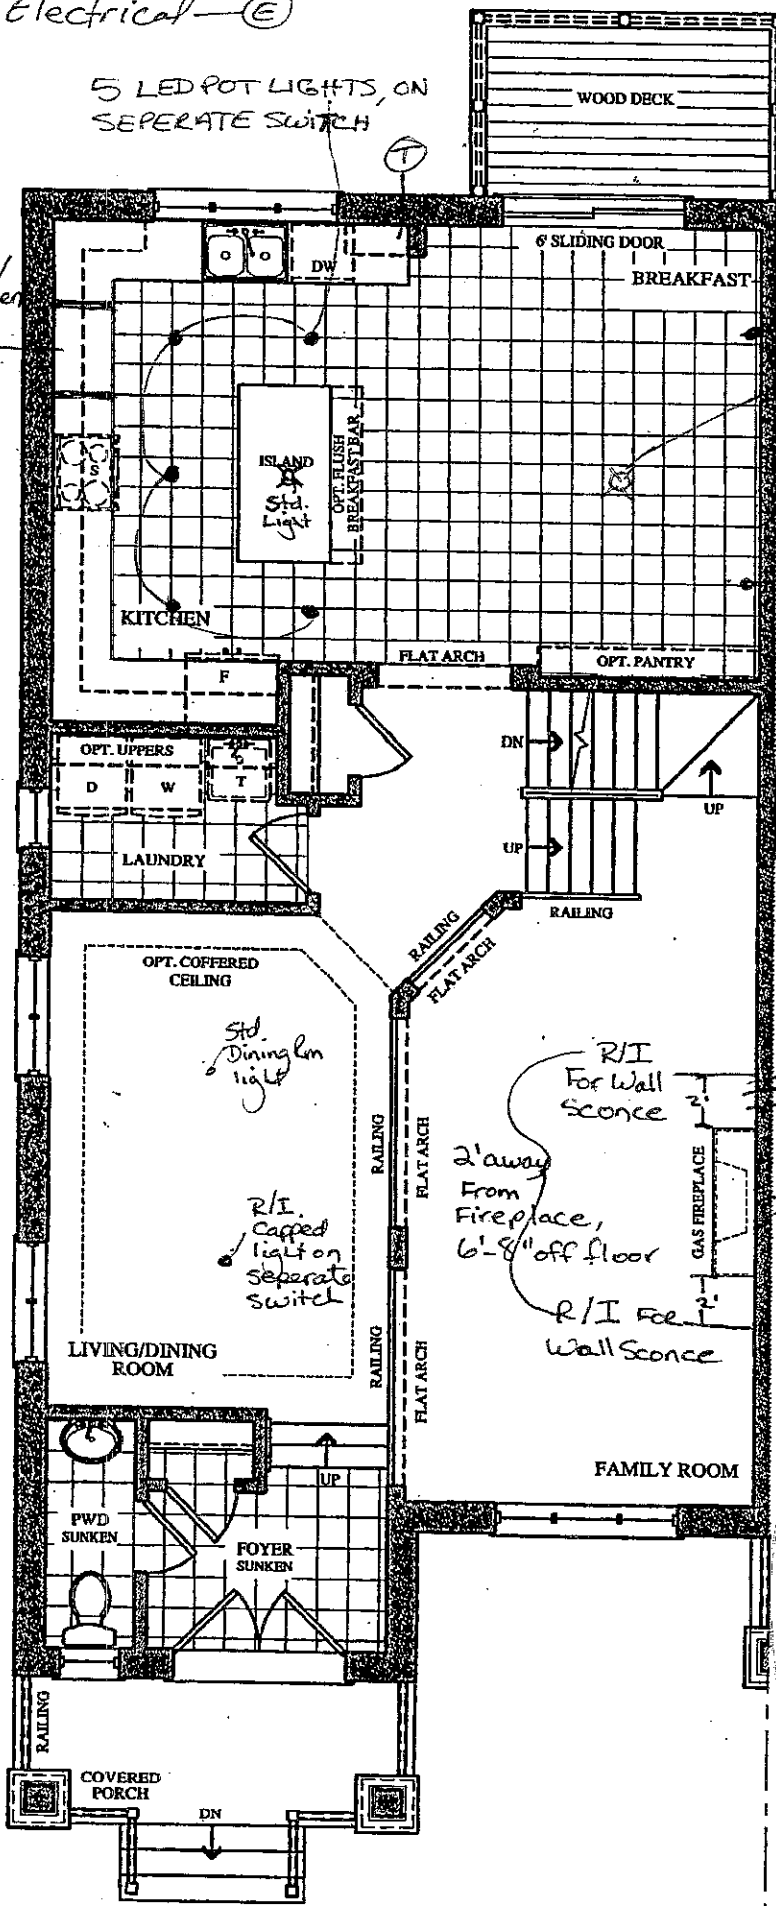 Electrical—Ⓔ
5 LED POT LIGHTS, ON
SEPERATE SWITCH
T
WOOD DECK
6' SLIDING DOOR
DW
BREAKFAST
S
ISLAND
Std.
Light
OPT. FLUSH
BREAKFAST BAR
KITCHEN
FLAT ARCH
OPT. PANTRY
F
OPT. UPPERS
D
W
T
DN
UP
UP
LAUNDRY
RAILING
RAILING
FLAT ARCH
OPT. COFFERED
CEILING
Std.
Dining Rm
light
R/I
For Wall
Sconce
2'
RAILING
FLAT ARCH
2' away
From
Fireplace,
6'-8" off floor
GAS FIREPLACE
R/I.
Capped
light on
seperate
switch
2'
R/I For
Wall Sconce
LIVING/DINING
ROOM
RAILING
FLAT ARCH
UP
FAMILY ROOM
PWD
SUNKEN
FOYER
SUNKEN
RAILING
COVERED
PORCH
DN